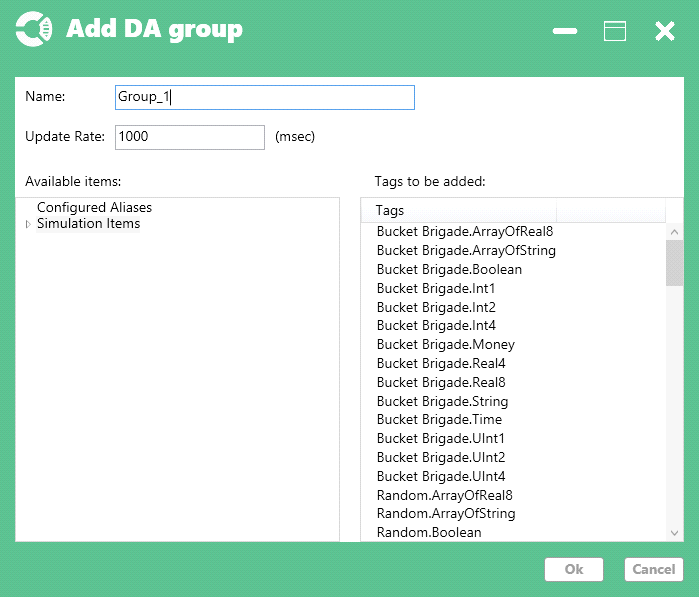 Add DA group
Name: Group_1
Update Rate: 1000 (msec)
Available items:
Configured Aliases
Simulation Items
Tags to be added:
Tags
Bucket Brigade.ArrayOfReal8
Bucket Brigade.ArrayOfString
Bucket Brigade.Boolean
Bucket Brigade.Int1
Bucket Brigade.Int2
Bucket Brigade.Int4
Bucket Brigade.Money
Bucket Brigade.Real4
Bucket Brigade.Real8
Bucket Brigade.String
Bucket Brigade.Time
Bucket Brigade.UInt1
Bucket Brigade.UInt2
Bucket Brigade.UInt4
Random.ArrayOfReal8
Random.ArrayOfString
Random.Boolean
Ok Cancel